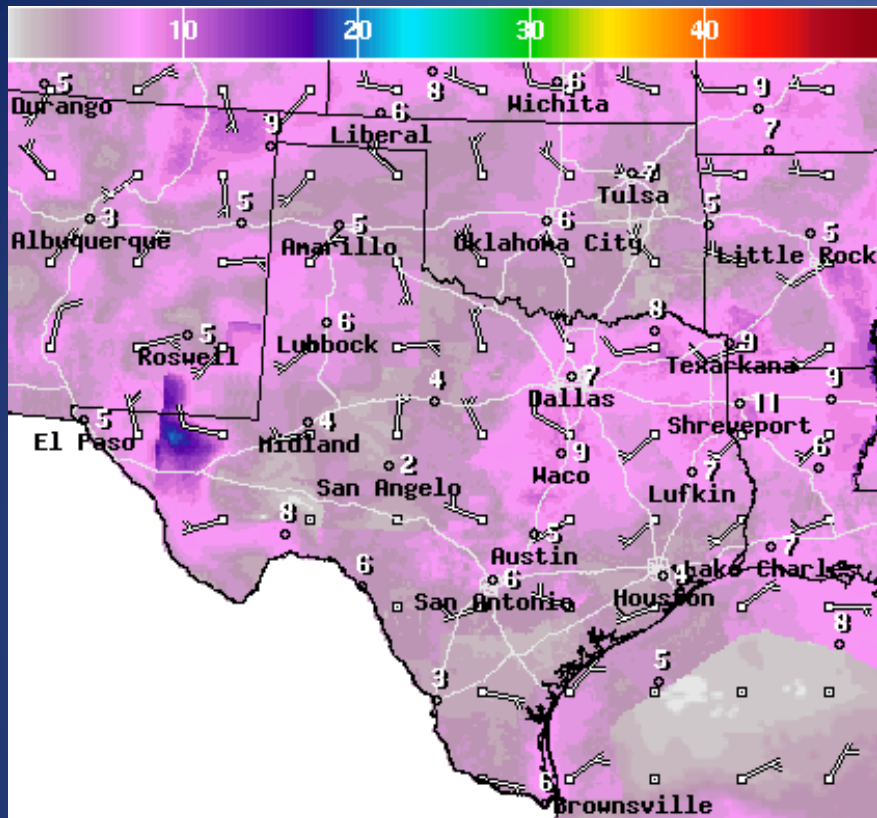 10 20 30 40
5 8 6 9
Durango Wichita
6
Liberal
9 7
7
Tulsa
3 5 5 6 5 5
Albuquerque Amarillo Oklahoma City Little Rock
6 8
5 9
Roswell Lubbock Texarkana
7
4 Dallas 9
5 4 11
El Paso Midland Shreveport
2 9 7 6
San Angelo Waco Lufkin
8 5 7
Austin Lake Charles
6 6 4
San Antonio Houston
8
3 5
6
Brownsville